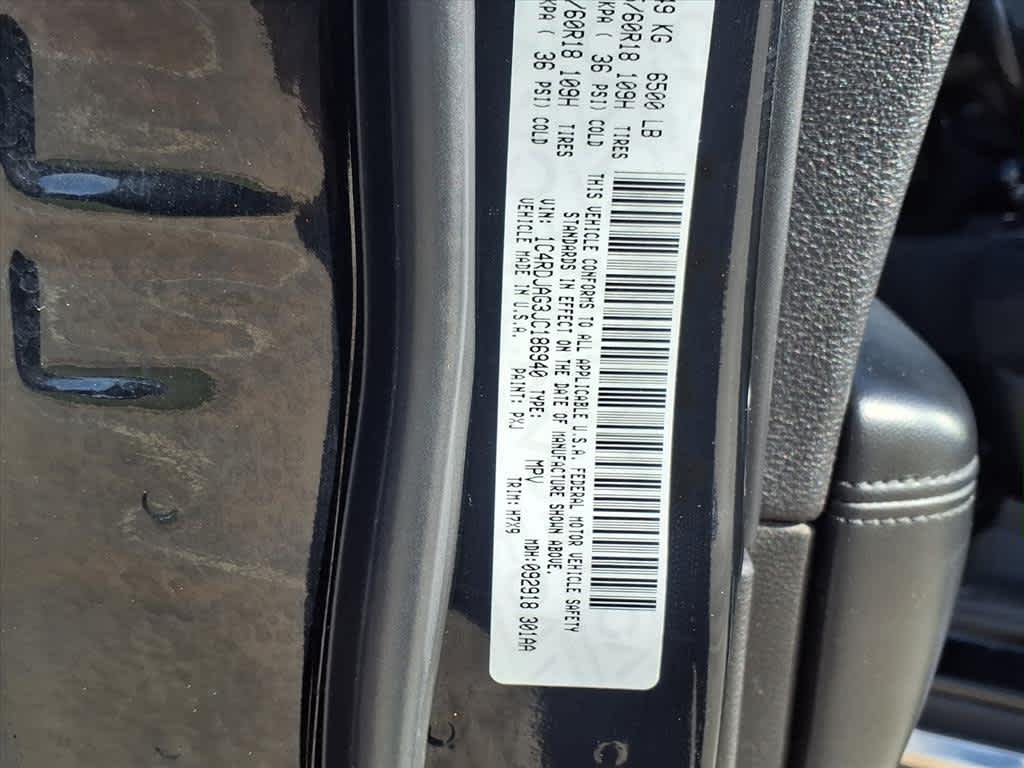 9 KG 6500 LB
/60R18 109H TIRES
KPA ( 36 PSI) COLD
/60R18 109H TIRES
KPA ( 36 PSI) COLD
THIS VEHICLE CONFORMS TO ALL APPLICABLE U.S.A. FEDERAL MOTOR VEHICLE SAFETY
STANDARDS IN EFFECT ON THE DATE OF MANUFACTURE SHOWN ABOVE.
VIN: 1C4RDJAG9JC186940 TYPE: MPV MDH:092918 301AA
VEHICLE MADE IN U.S.A. PAINT: PXJ TRIM: H7X9